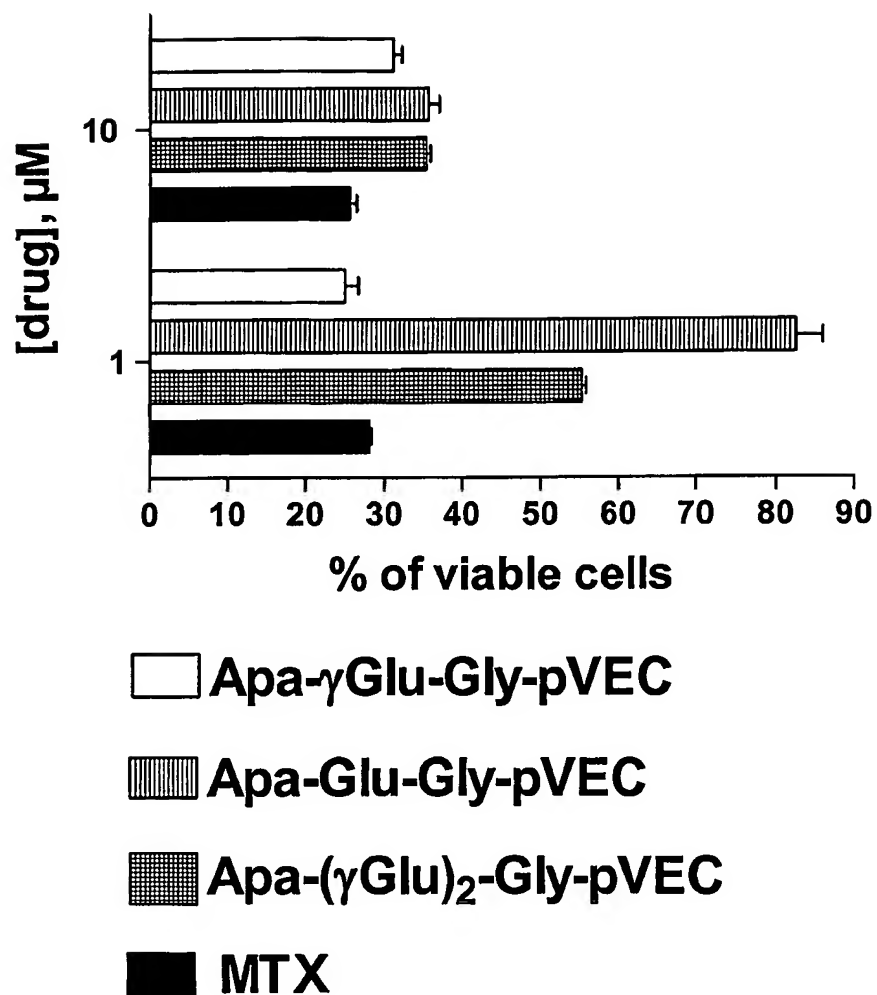 [drug], µM
10
1
0 10 20 30 40 50 60 70 80 90
% of viable cells
Apa-γGlu-Gly-pVEC
Apa-Glu-Gly-pVEC
Apa-(γGlu)₂-Gly-pVEC
MTX